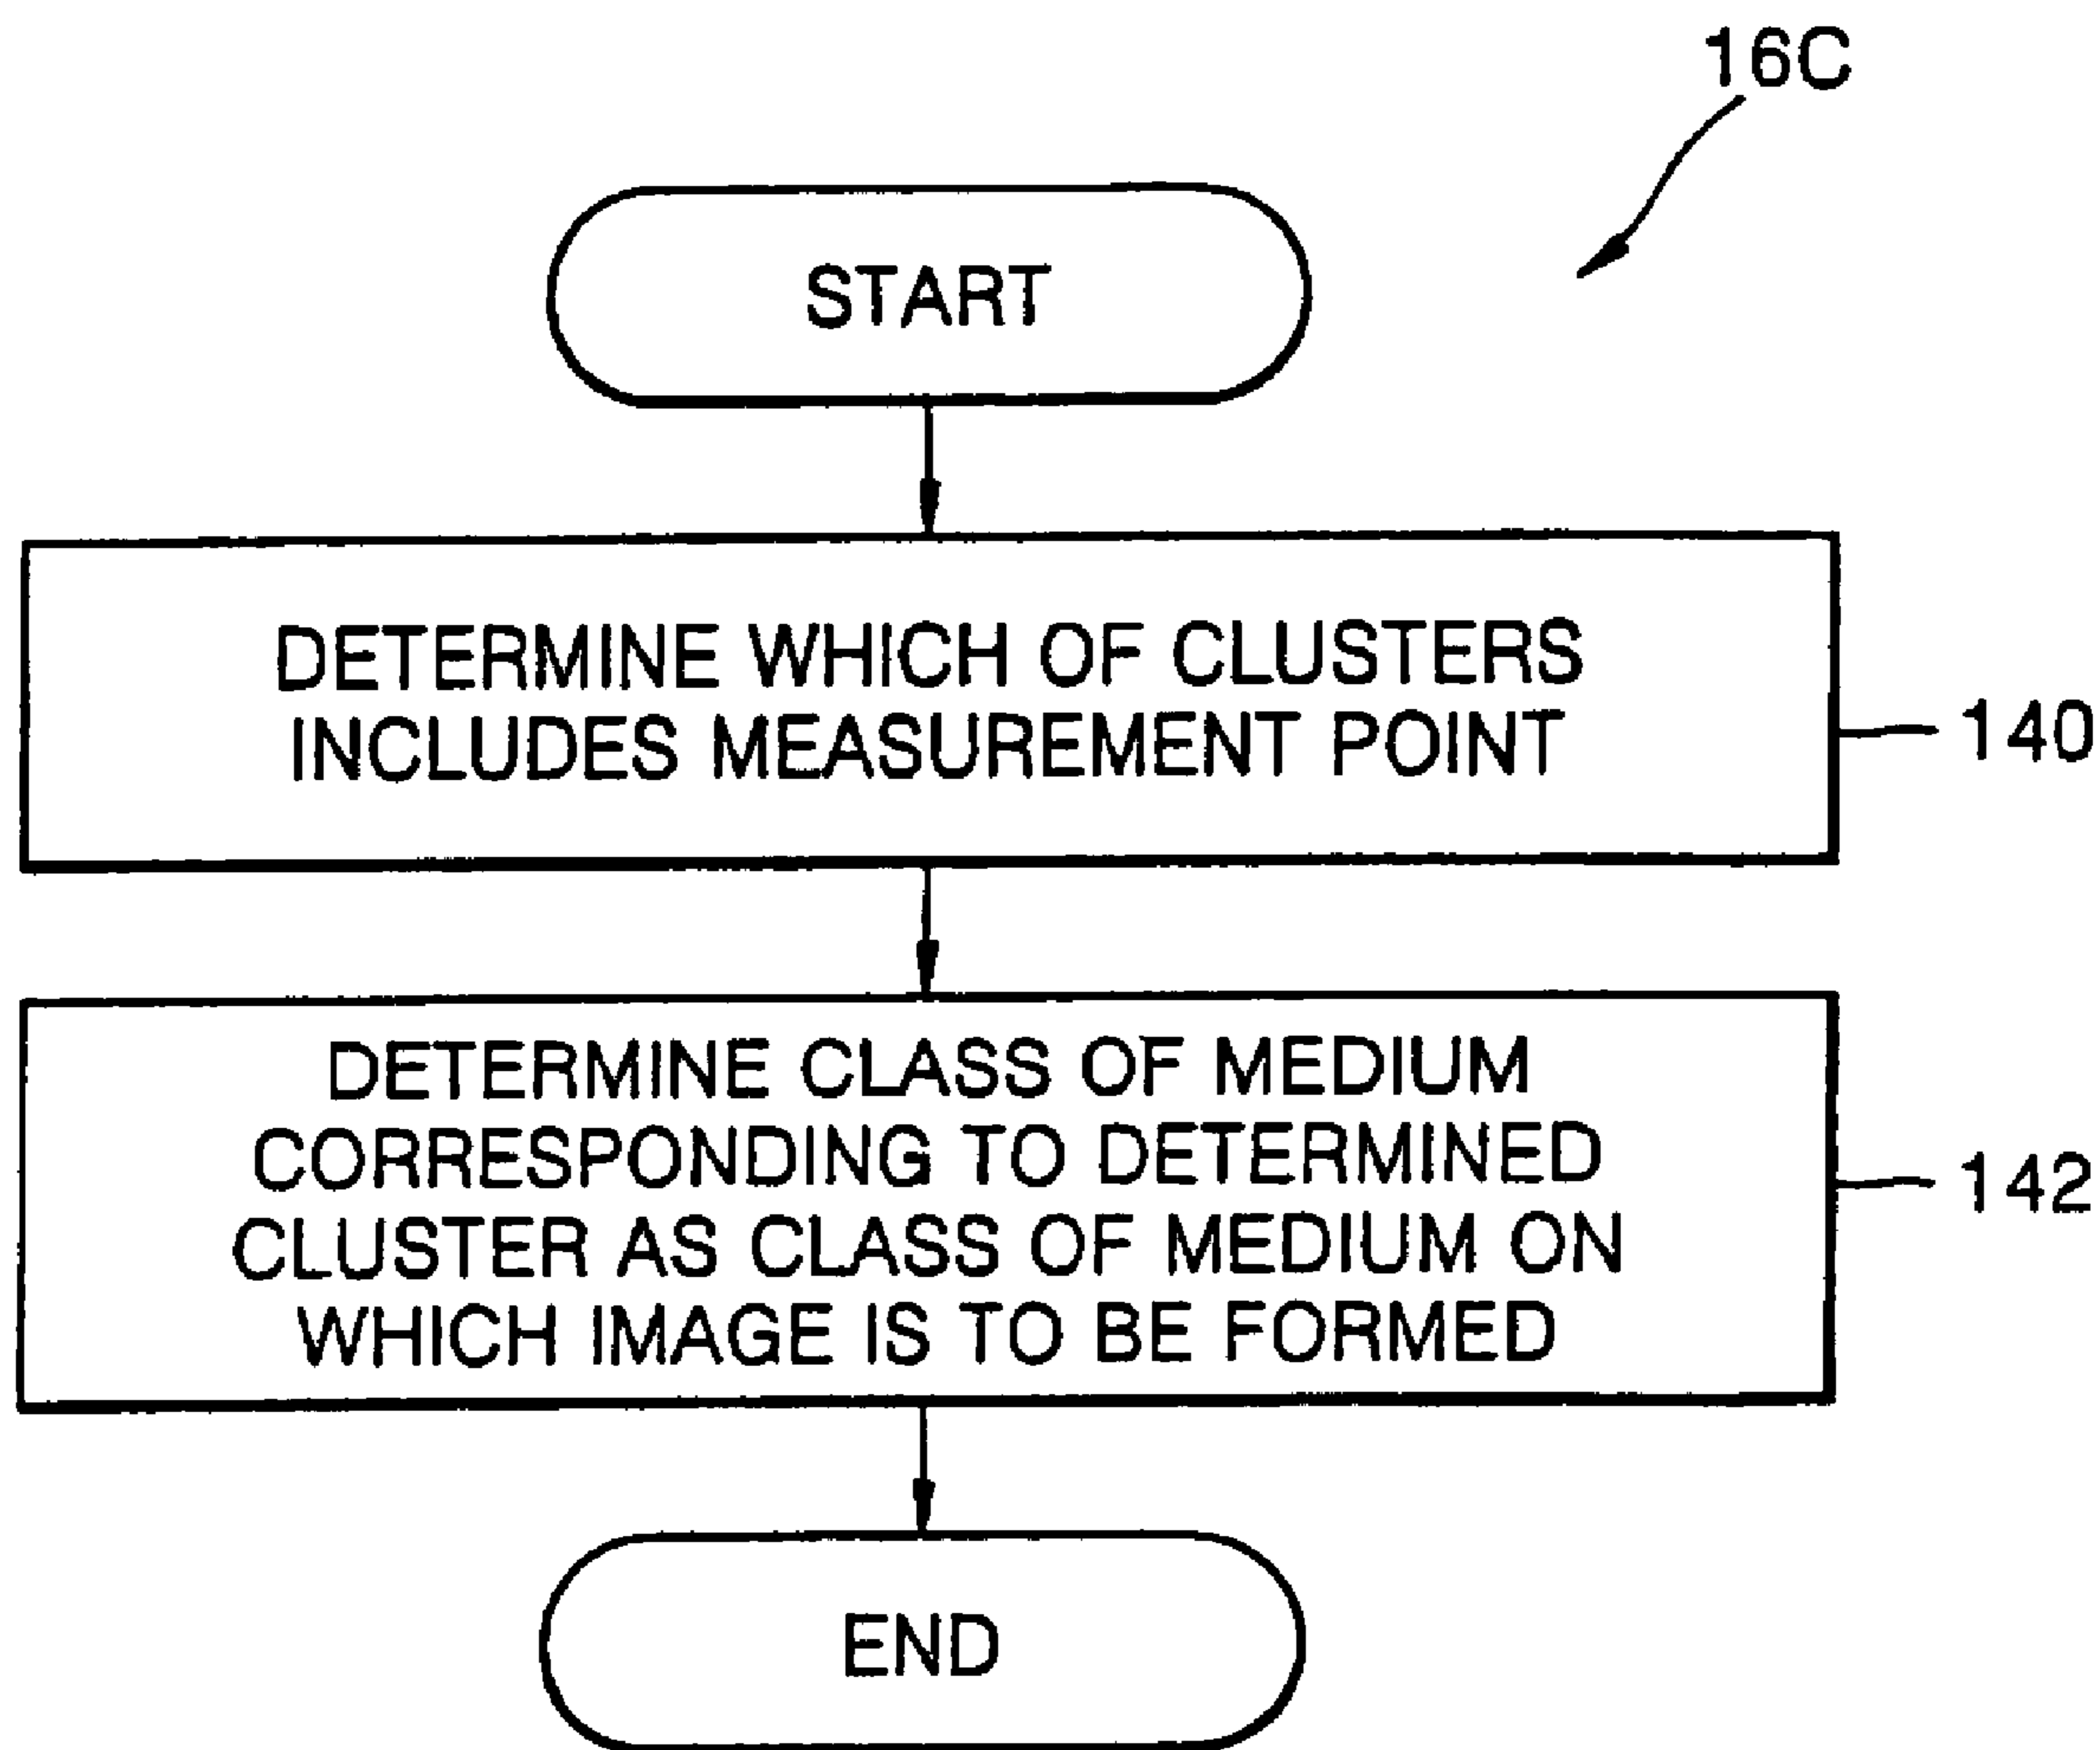 16C
START
DETERMINE WHICH OF CLUSTERS
INCLUDES MEASUREMENT POINT
140
DETERMINE CLASS OF MEDIUM
CORRESPONDING TO DETERMINED
CLUSTER AS CLASS OF MEDIUM ON
WHICH IMAGE IS TO BE FORMED
142
END